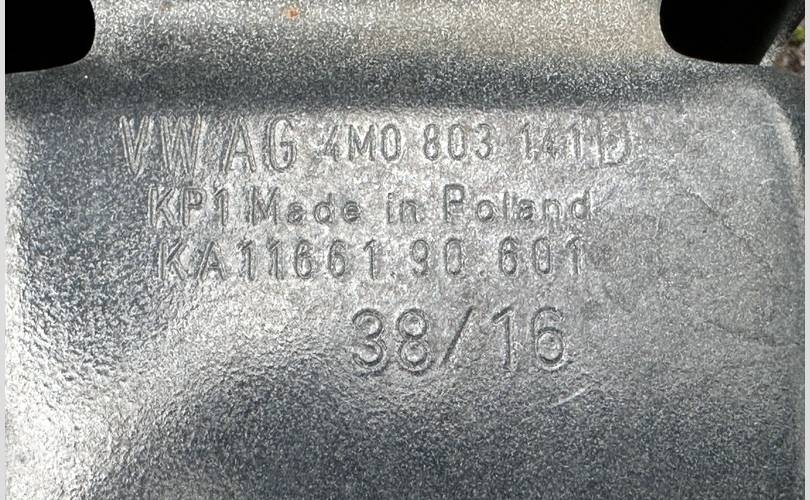 VW AG 4M0 803 141 D
KP1 Made in Poland
KA11661.90.601
38/16